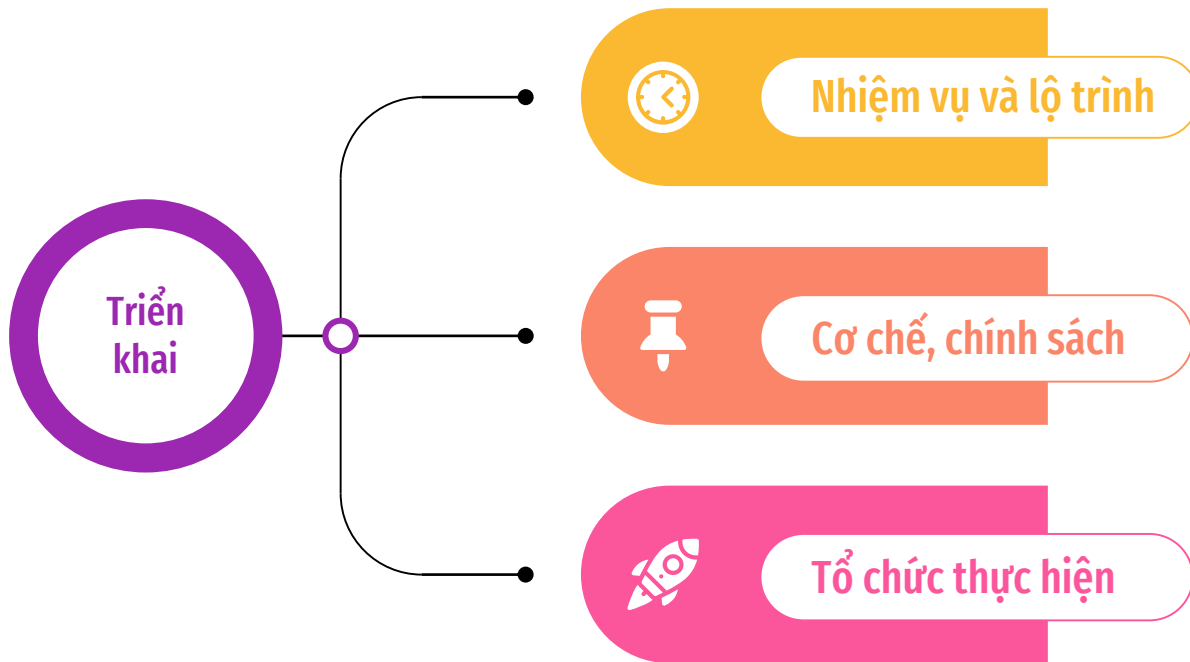 Nhiệm vụ và lộ trình
Triển
khai
Cơ chế, chính sách
Tổ chức thực hiện